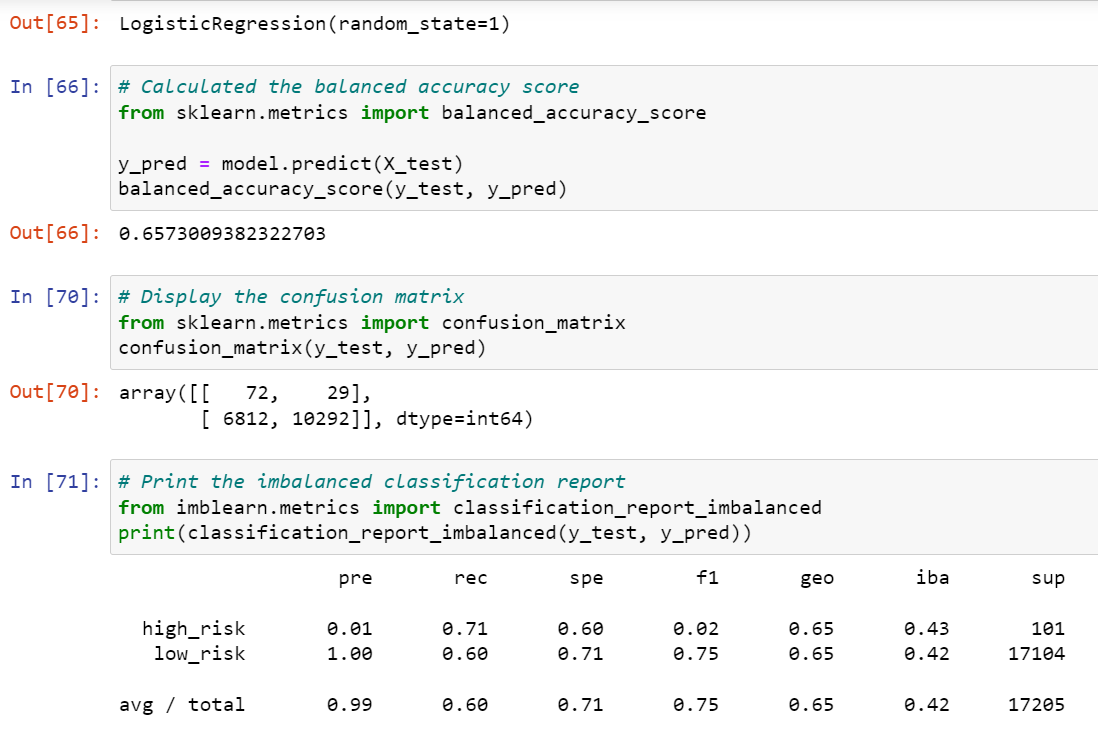 Out[65]: LogisticRegression(random_state=1)
In [66]: # Calculated the balanced accuracy score
from sklearn.metrics import balanced_accuracy_score
y_pred = model.predict(X_test)
balanced_accuracy_score(y_test, y_pred)
Out[66]: 0.6573009382322703
In [70]: # Display the confusion matrix
from sklearn.metrics import confusion_matrix
confusion_matrix(y_test, y_pred)
Out[70]: array([[   72,    29],
       [ 6812, 10292]], dtype=int64)
In [71]: # Print the imbalanced classification report
from imblearn.metrics import classification_report_imbalanced
print(classification_report_imbalanced(y_test, y_pred))
pre rec spe f1 geo iba sup
high_risk 0.01 0.71 0.60 0.02 0.65 0.43 101
low_risk 1.00 0.60 0.71 0.75 0.65 0.42 17104
avg / total 0.99 0.60 0.71 0.75 0.65 0.42 17205